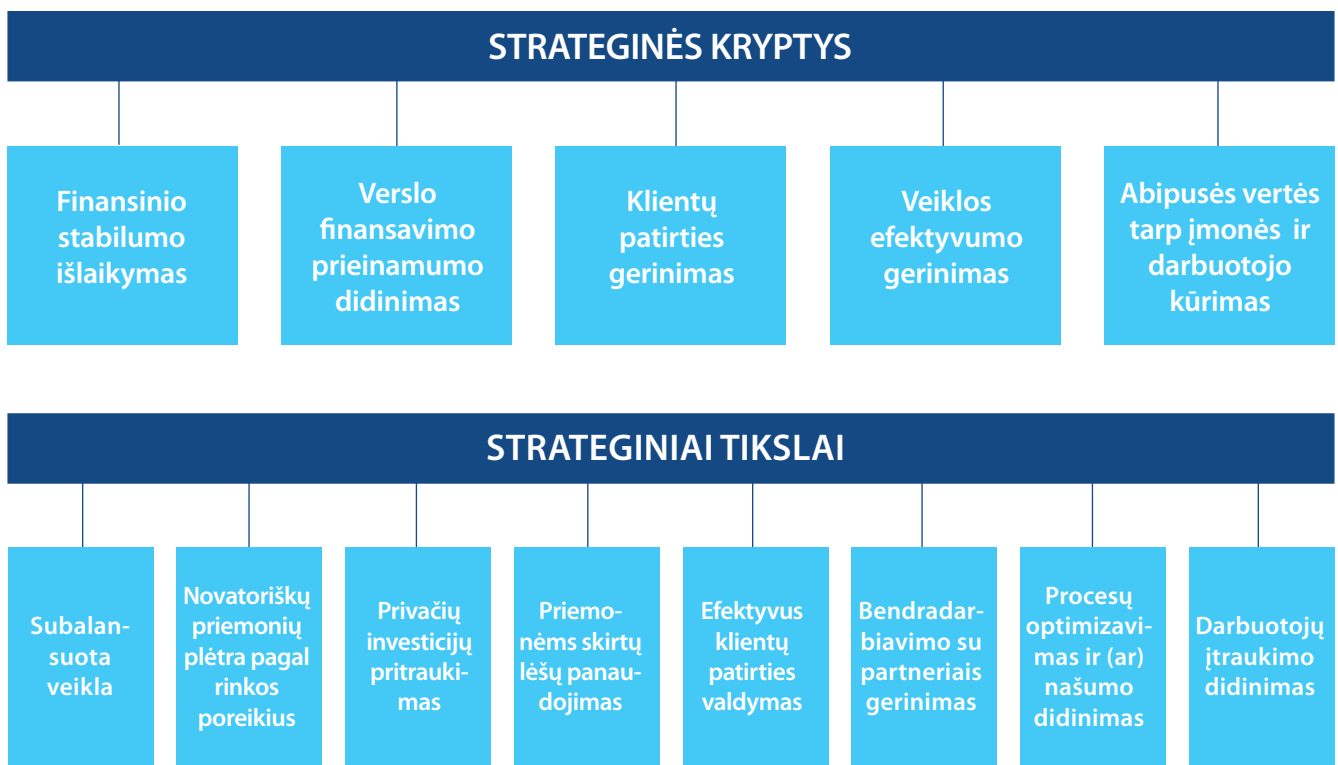 STRATEGINĖS KRYPTYS
Finansinio
stabilumo
išlaikymas
Verslo
finansavimo
prieinamumo
didinimas
Klientų
patirties
gerinimas
Veiklos
efektyvumo
gerinimas
Abipusės vertės
tarp įmonės ir
darbuotojo
kūrimas
STRATEGINIAI TIKSLAI
Subalan-
suota
veikla
Novatoriškų
priemonių
plėtra pagal
rinkos
poreikius
Privačių
investicijų
pritrauki-
mas
Priemo-
nėms skirtų
lėšų panau-
dojimas
Efektyvus
klientų
patirties
valdymas
Bendradar-
biavimo su
partneriais
gerinimas
Procesų
optimizavi-
mas ir (ar)
našumo
didinimas
Darbuotojų
įtraukimo
didinimas